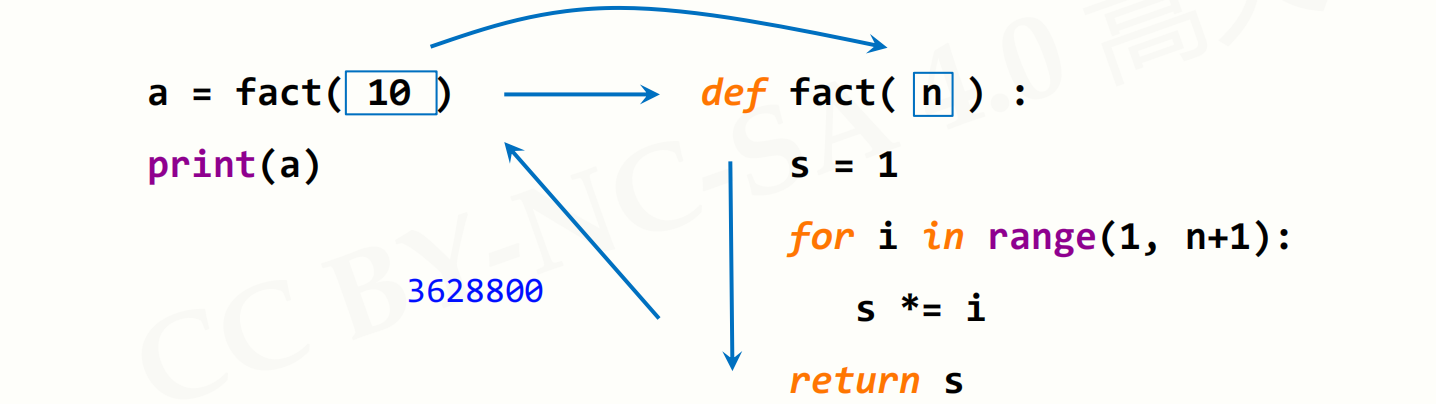 a = fact( 10 )
print(a)
3628800
def fact( n ) :
s = 1
for i in range(1, n+1):
s *= i
return s
CC BY-NC-SA 4.0 高天